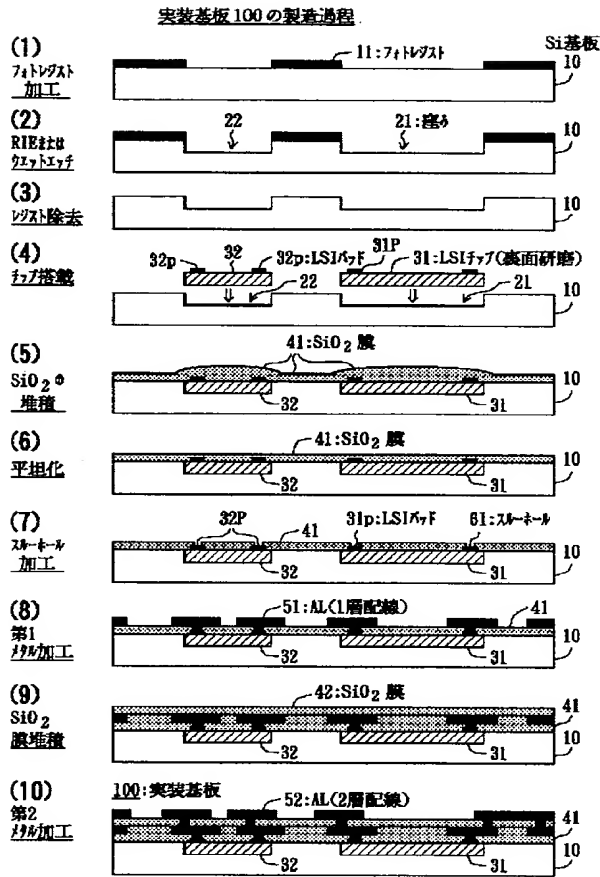 実装基板100の製造過程
(1)
フォトレジスト
加工
11:フォトレジスト
Si基板
10
(2)
RIEまたは
ウエットエッチ
22
21:窪み
10
(3)
レジスト除去
10
(4)
チップ搭載
32p
32
32p:LSIパッド
31P
31:LSIチップ(裏面研磨)
22
21
10
(5)
SiO2の
堆積
41:SiO2膜
32
31
10
(6)
平坦化
41:SiO2膜
32
31
10
(7)
スルーホール
加工
32P
41
31p:LSIパッド
61:スルーホール
32
31
10
(8)
第1
メタル加工
51:AL(1層配線)
41
32
31
10
(9)
SiO2
膜堆積
42:SiO2膜
41
32
31
10
(10)
第2
メタル加工
100:実装基板
52:AL(2層配線)
41
32
31
10